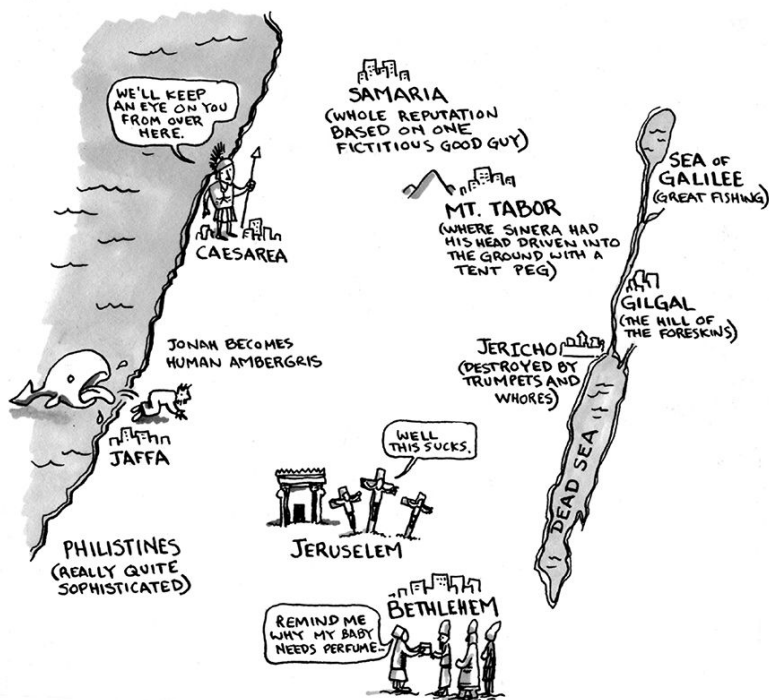 WE'LL KEEP
AN EYE ON YOU
FROM OVER
HERE.
CAESAREA
SAMARIA
(WHOLE REPUTATION
BASED ON ONE
FICTITIOUS GOOD GUY)
MT. TABOR
(WHERE SINERA HAD
HIS HEAD DRIVEN INTO
THE GROUND WITH A
TENT PEG)
SEA OF
GALILEE
(GREAT FISHING)
GILGAL
(THE HILL OF
THE FORESKINS)
JERICHO
(DESTROYED BY
TRUMPETS AND
WHORES)
DEAD SEA
JONAH BECOMES
HUMAN AMBERGRIS
JAFFA
PHILISTINES
(REALLY QUITE
SOPHISTICATED)
WELL
THIS SUCKS.
JERUSELEM
BETHLEHEM
REMIND ME
WHY MY BABY
NEEDS PERFUME..